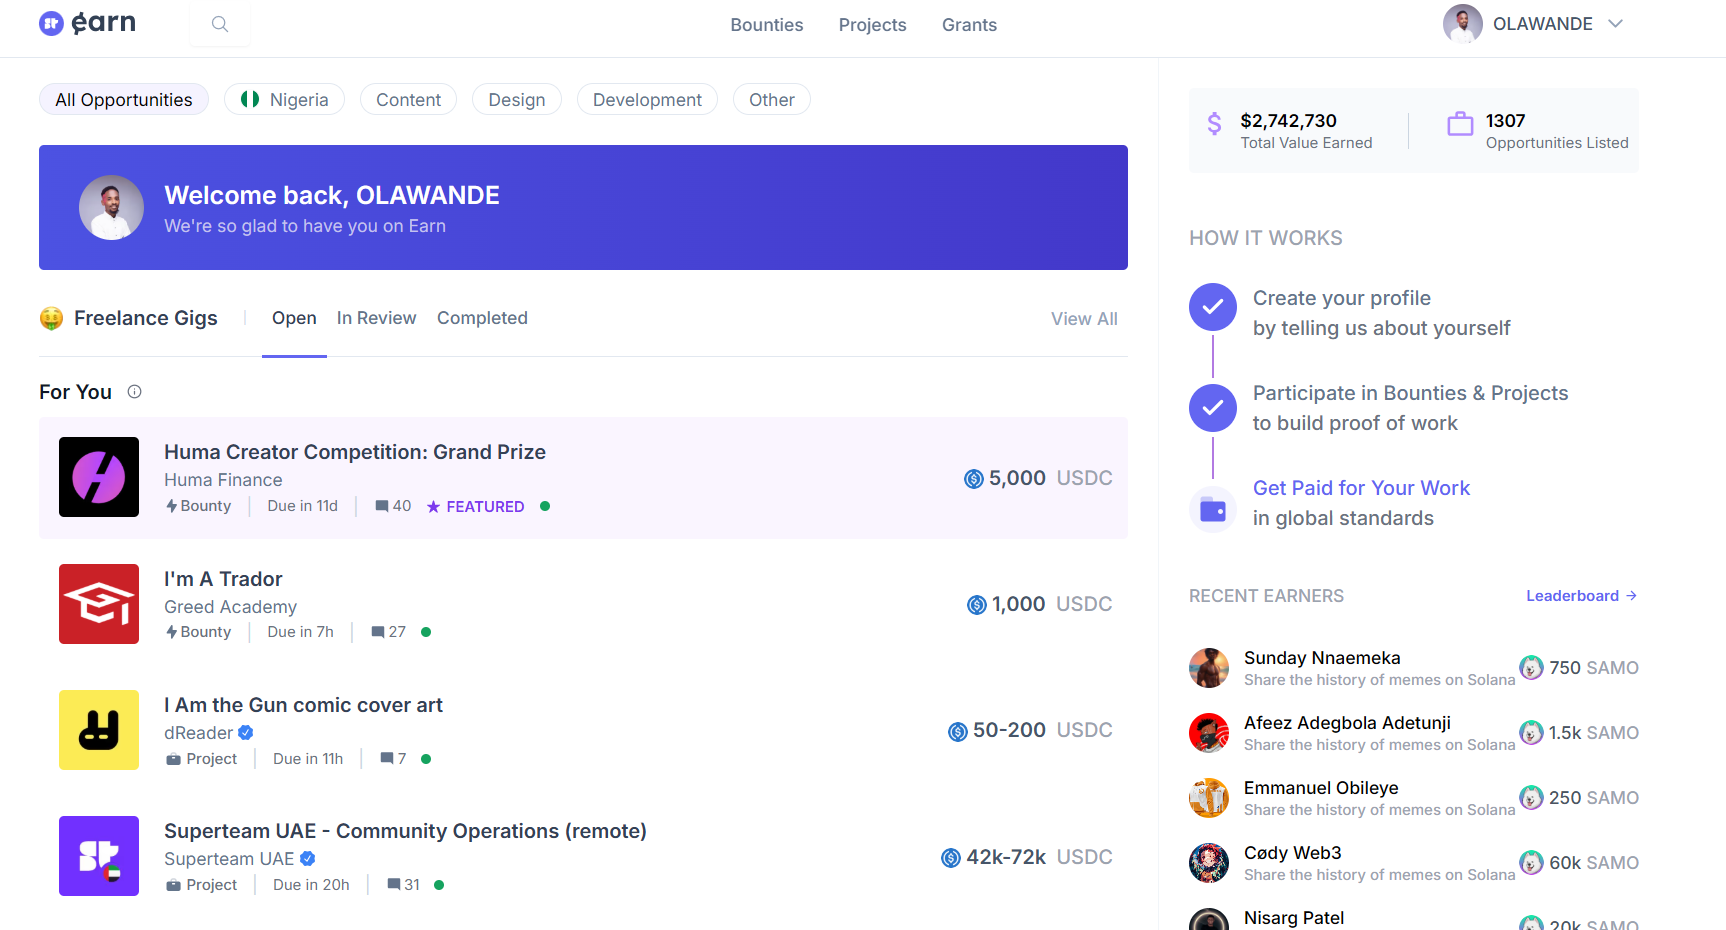 earn
Bounties
Projects
Grants
OLAWANDE
All Opportunities
Nigeria
Content
Design
Development
Other
Welcome back, OLAWANDE
We're so glad to have you on Earn
Freelance Gigs
Open
In Review
Completed
View All
For You
Huma Creator Competition: Grand Prize
Huma Finance
Bounty
Due in 11d
40
FEATURED
5,000 USDC
I'm A Trador
Greed Academy
Bounty
Due in 7h
27
1,000 USDC
I Am the Gun comic cover art
dReader
Project
Due in 11h
7
50-200 USDC
Superteam UAE - Community Operations (remote)
Superteam UAE
Project
Due in 20h
31
42k-72k USDC
$2,742,730
Total Value Earned
1307
Opportunities Listed
HOW IT WORKS
Create your profile
by telling us about yourself
Participate in Bounties & Projects
to build proof of work
Get Paid for Your Work
in global standards
RECENT EARNERS
Leaderboard →
Sunday Nnaemeka
Share the history of memes on Solana
750 SAMO
Afeez Adegbola Adetunji
Share the history of memes on Solana
1.5k SAMO
Emmanuel Obileye
Share the history of memes on Solana
250 SAMO
Cødy Web3
Share the history of memes on Solana
60k SAMO
Nisarg Patel
20k SAMO